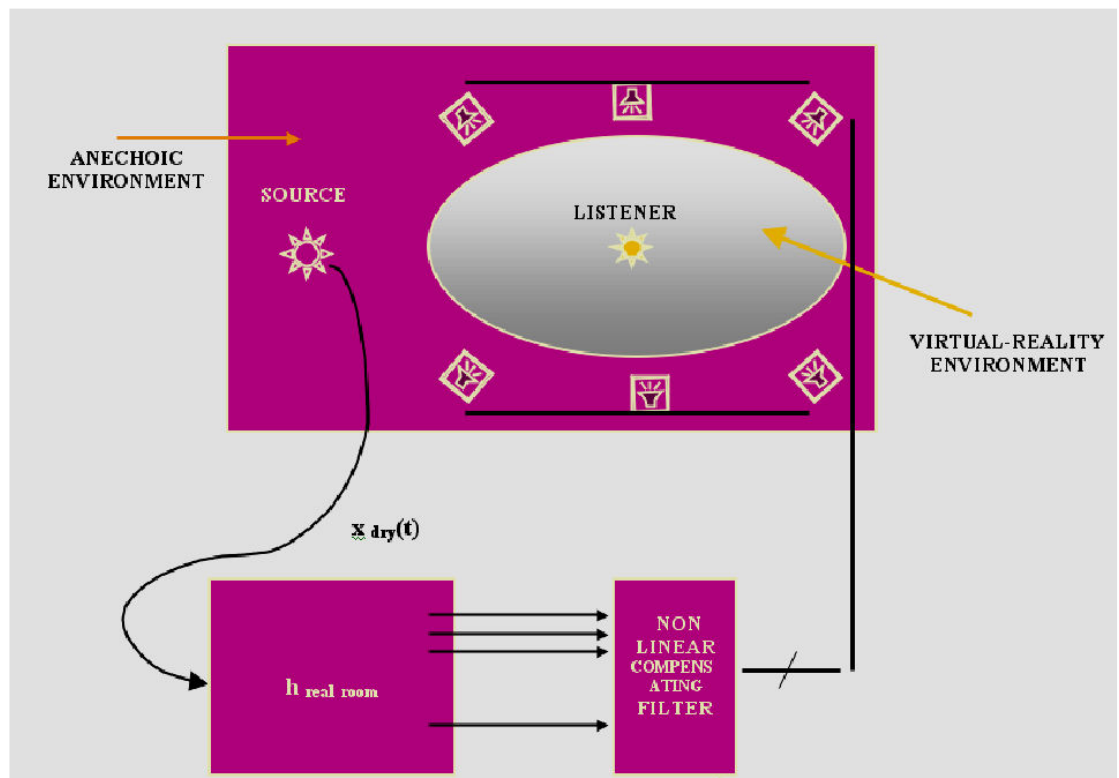 ANECHOIC
ENVIRONMENT
SOURCE
LISTENER
VIRTUAL-REALITY
ENVIRONMENT
x dry(t)
h real room
NON
LINEAR
COMPENS
ATING
FILTER